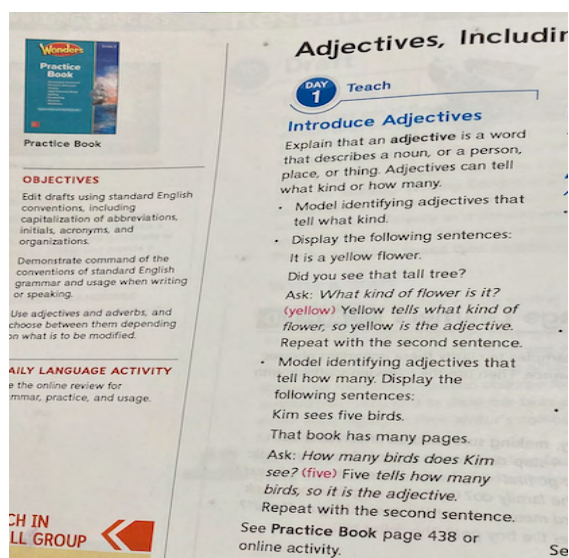 Wonders
Practice
Book
Practice Book
OBJECTIVES
Edit drafts using standard English
conventions, including
capitalization of abbreviations,
initials, acronyms, and
organizations.
Demonstrate command of the
conventions of standard English
grammar and usage when writing
or speaking.
Use adjectives and adverbs, and
choose between them depending
on what is to be modified.
AILY LANGUAGE ACTIVITY
e the online review for
mmar, practice, and usage.
CH IN
LL GROUP
Adjectives, Includin
DAY
1
Teach
Introduce Adjectives
Explain that an adjective is a word
that describes a noun, or a person,
place, or thing. Adjectives can tell
what kind or how many.
• Model identifying adjectives that
tell what kind.
• Display the following sentences:
It is a yellow flower.
Did you see that tall tree?
Ask: What kind of flower is it?
(yellow) Yellow tells what kind of
flower, so yellow is the adjective.
Repeat with the second sentence.
• Model identifying adjectives that
tell how many. Display the
following sentences:
Kim sees five birds.
That book has many pages.
Ask: How many birds does Kim
see? (five) Five tells how many
birds, so it is the adjective.
Repeat with the second sentence.
See Practice Book page 438 or
online activity.
Se